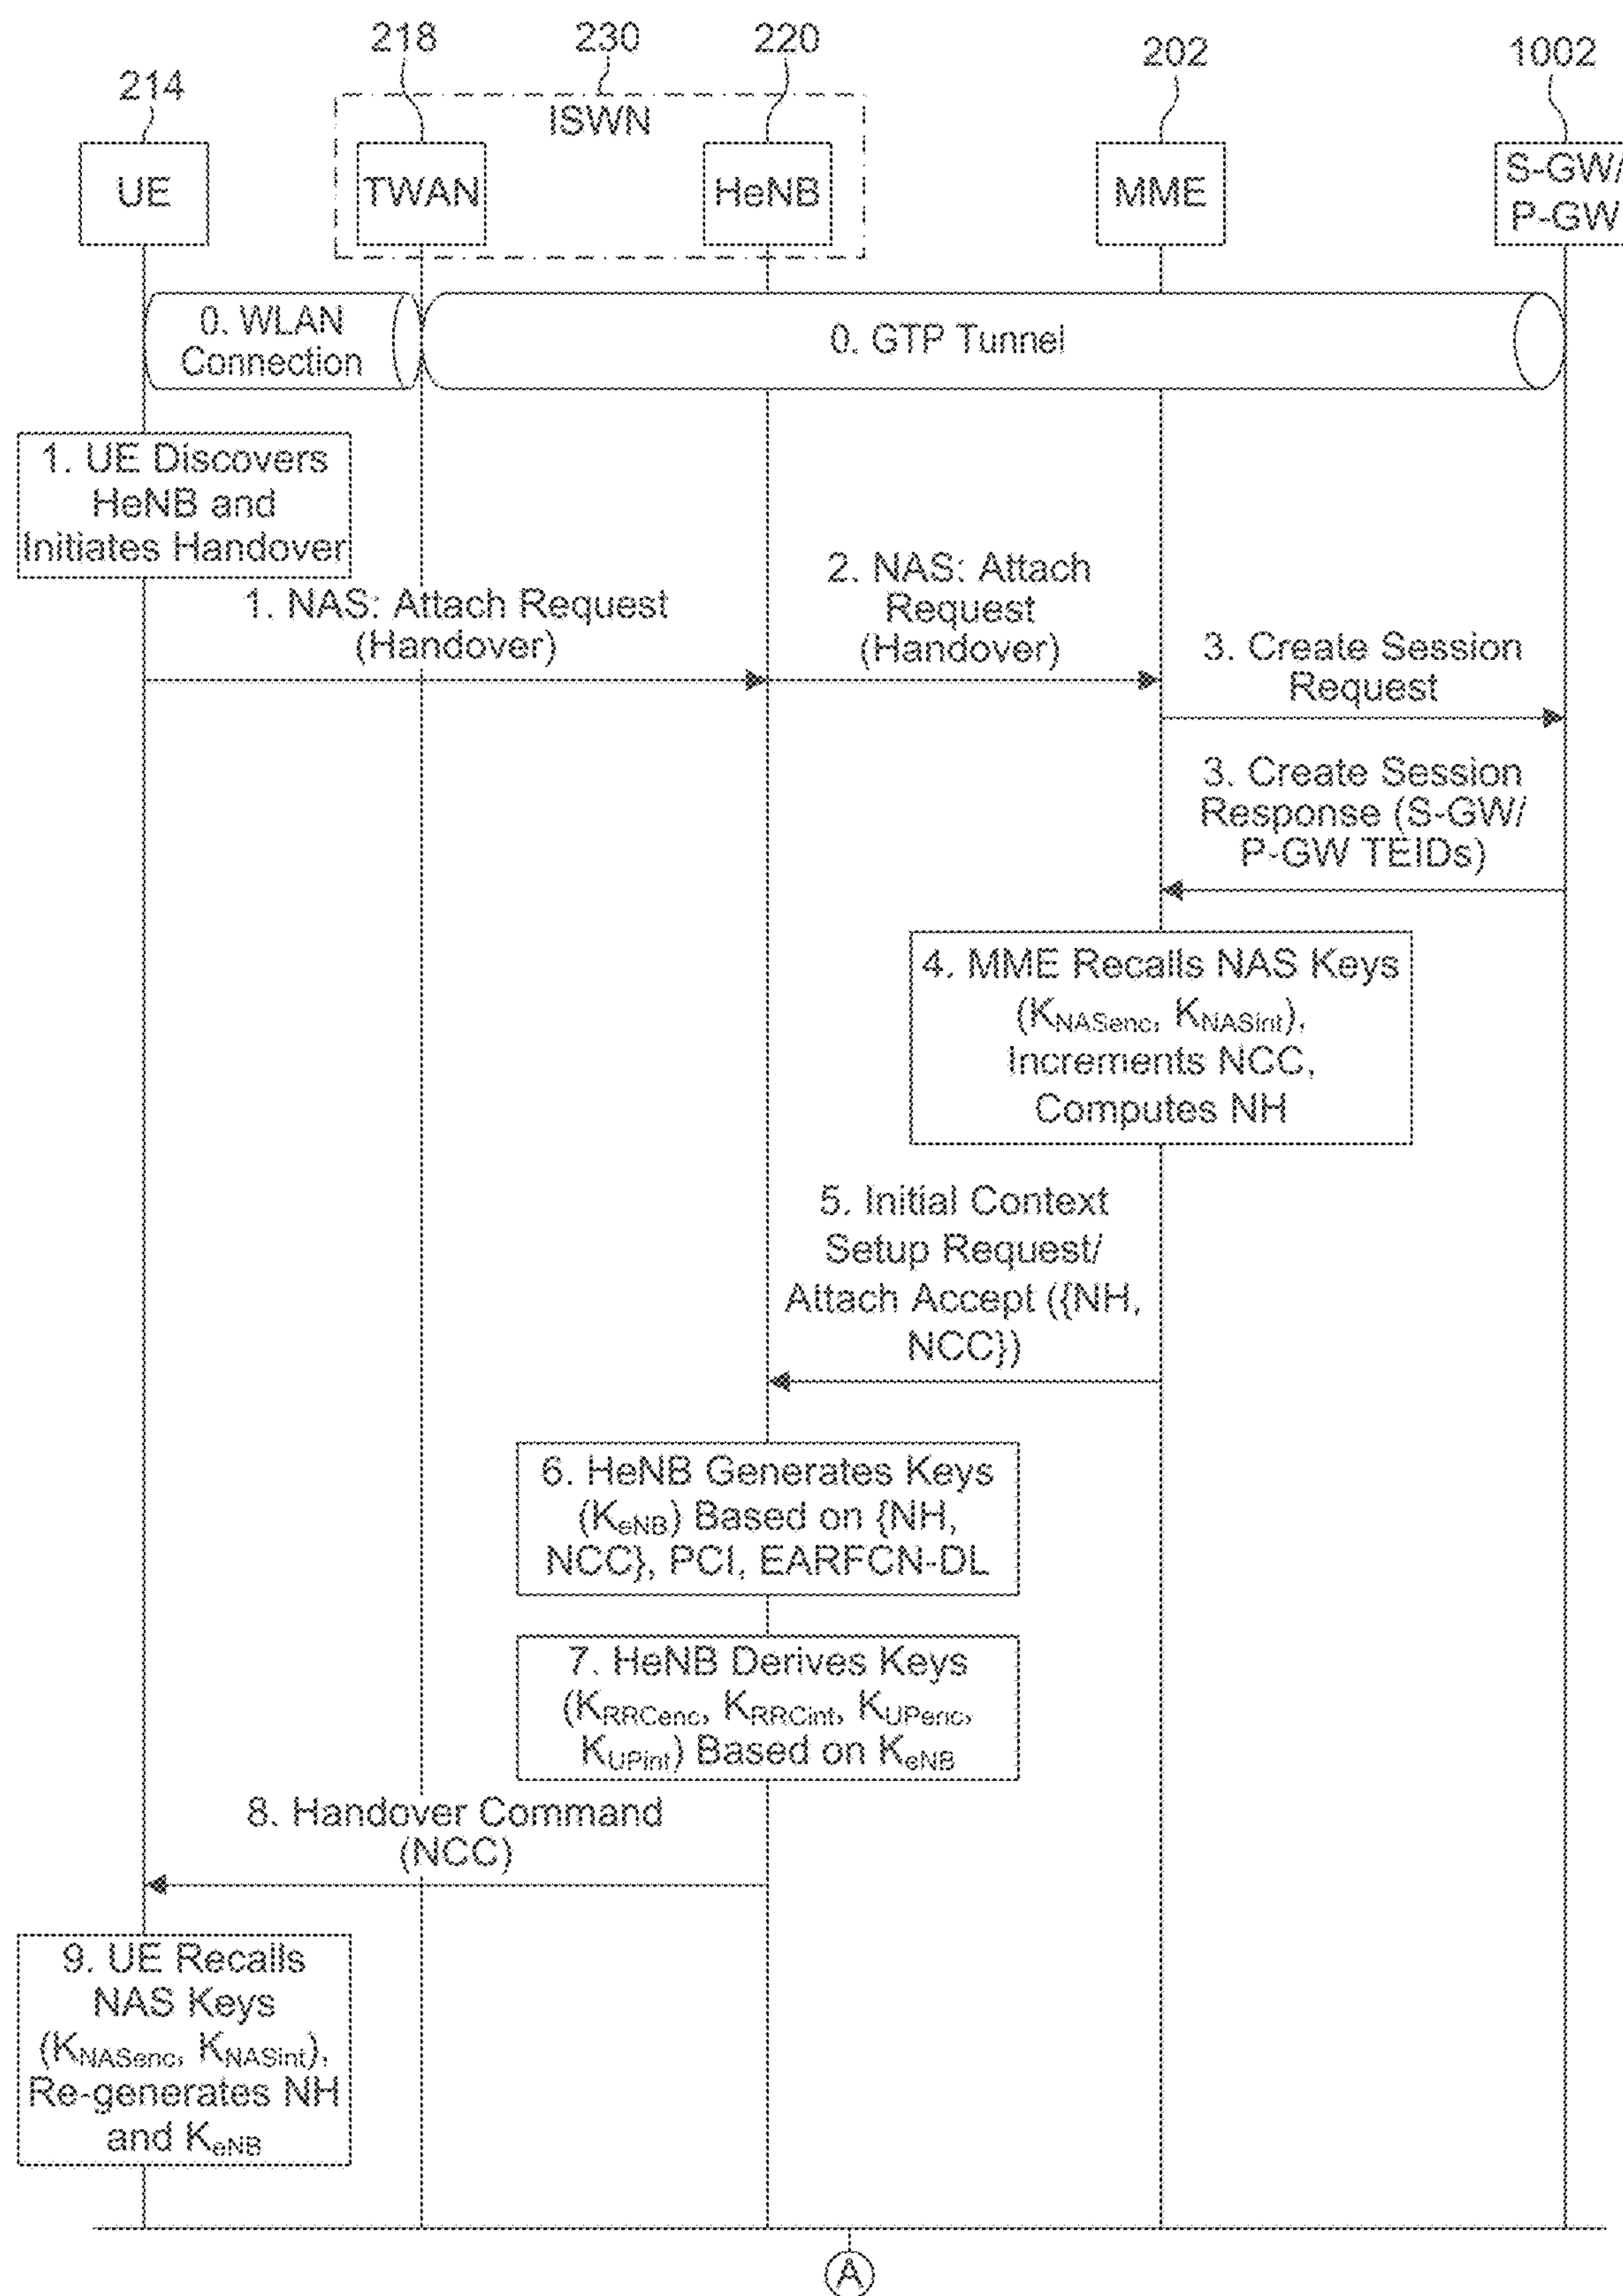 218
230
220
202
1002
214
ISWN
UE
TWAN
HeNB
MME
S-GW/
P-GW
0. WLAN
Connection
0. GTP Tunnel
1. UE Discovers
HeNB and
Initiates Handover
1. NAS: Attach Request
(Handover)
2. NAS: Attach
Request
(Handover)
3. Create Session
Request
3. Create Session
Response (S-GW/
P-GW TEIDs)
4. MME Recalls NAS Keys
(KNASenc, KNASint),
Increments NCC,
Computes NH
5. Initial Context
Setup Request/
Attach Accept ({NH,
NCC})
6. HeNB Generates Keys
(KeNB) Based on {NH,
NCC}, PCI, EARFCN-DL
7. HeNB Derives Keys
(KRRCenc, KRRCint, KUPenc,
KUPint) Based on KeNB
8. Handover Command
(NCC)
9. UE Recalls
NAS Keys
(KNASenc, KNASint),
Re-generates NH
and KeNB
A